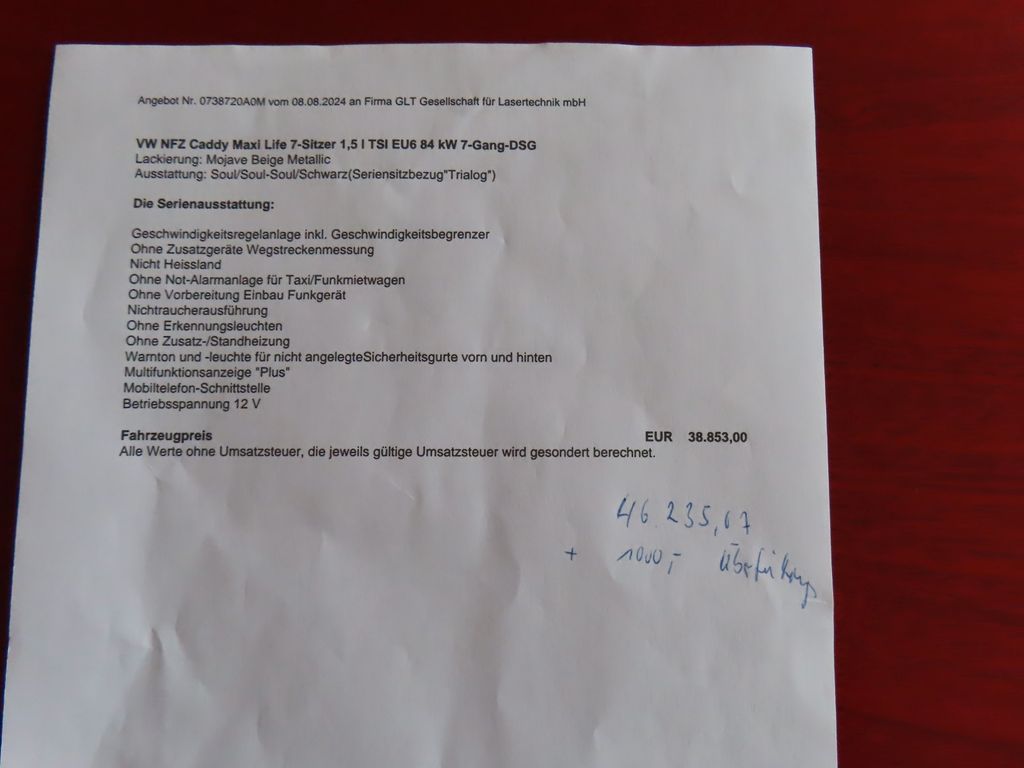 Angebot Nr. 0738720A0M vom 08.08.2024 an Firma GLT Gesellschaft für Lasertechnik mbH
VW NFZ Caddy Maxi Life 7-Sitzer 1,5 l TSI EU6 84 kW 7-Gang-DSG
Lackierung: Mojave Beige Metallic
Ausstattung: Soul/Soul-Soul/Schwarz(Seriensitzbezug"Trialog")
Die Serienausstattung:
Geschwindigkeitsregelanlage inkl. Geschwindigkeitsbegrenzer
Ohne Zusatzgeräte Wegstreckenmessung
Nicht Heissland
Ohne Not-Alarmanlage für Taxi/Funkmietwagen
Ohne Vorbereitung Einbau Funkgerät
Nichtraucherausführung
Ohne Erkennungsleuchten
Ohne Zusatz-/Standheizung
Warnton und -leuchte für nicht angelegteSicherheitsgurte vorn und hinten
Multifunktionsanzeige "Plus"
Mobiltelefon-Schnittstelle
Betriebsspannung 12 V
Fahrzeugpreis EUR 38.853,00
Alle Werte ohne Umsatzsteuer, die jeweils gültige Umsatzsteuer wird gesondert berechnet.
46.235,07
+ 1000,- Überführung